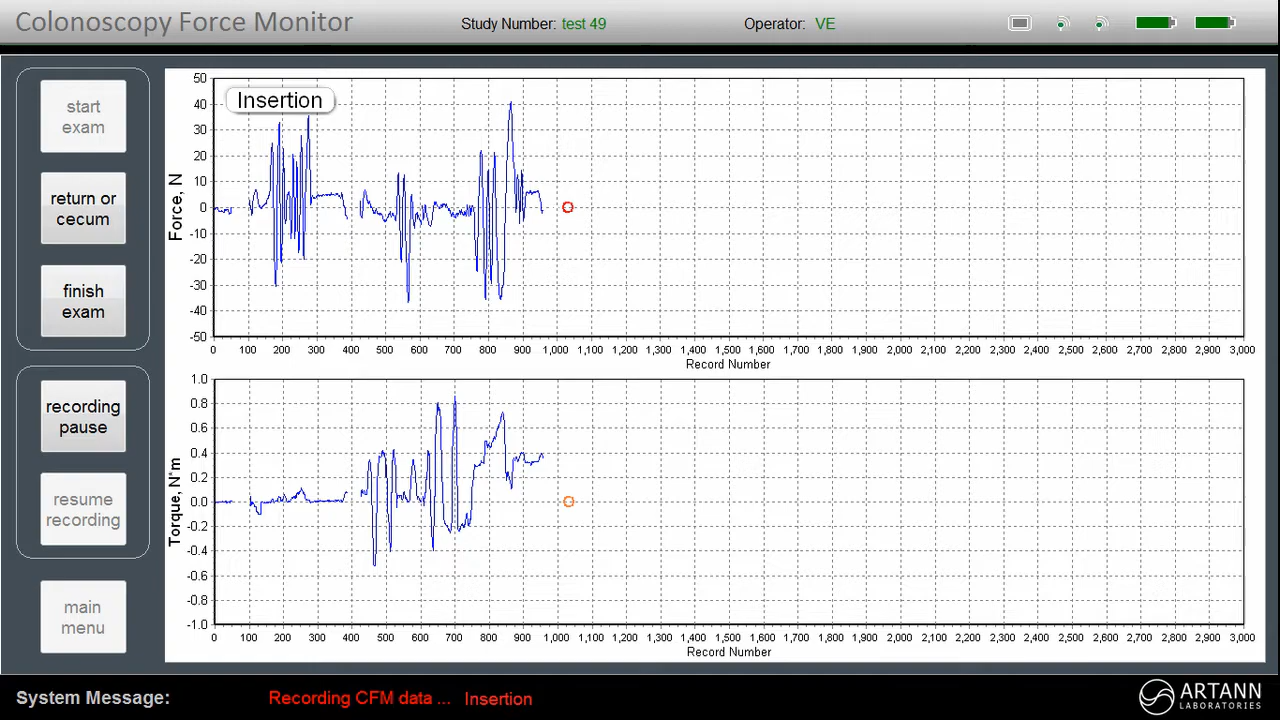 Colonoscopy Force Monitor
Study Number: test 49
Operator: VE
start
exam
return or
cecum
finish
exam
recording
pause
resume
recording
main
menu
Insertion
Force, N
50
40
30
20
10
0
-10
-20
-30
-40
-50
0 100 200 300 400 500 600 700 800 900 1,000 1,100 1,200 1,300 1,400 1,500 1,600 1,700 1,800 1,900 2,000 2,100 2,200 2,300 2,400 2,500 2,600 2,700 2,800 2,900 3,000
Record Number
Torque, N*m
1.0
0.8
0.6
0.4
0.2
0.0
-0.2
-0.4
-0.6
-0.8
-1.0
0 100 200 300 400 500 600 700 800 900 1,000 1,100 1,200 1,300 1,400 1,500 1,600 1,700 1,800 1,900 2,000 2,100 2,200 2,300 2,400 2,500 2,600 2,700 2,800 2,900 3,000
Record Number
System Message: Recording CFM data ... Insertion
ARTANN
LABORATORIES